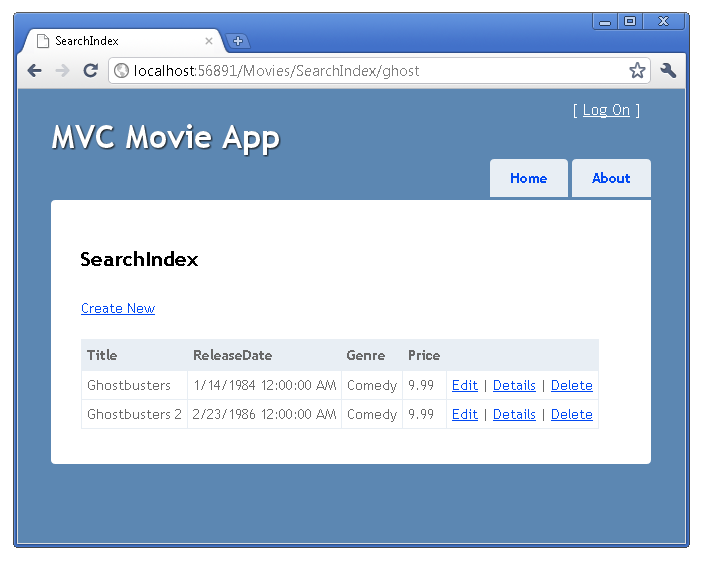 SearchIndex
localhost:56891/Movies/SearchIndex/ghost
[ Log On ]
MVC Movie App
Home About
SearchIndex
Create New
Title ReleaseDate Genre Price
Ghostbusters 1/14/1984 12:00:00 AM Comedy 9.99 Edit | Details | Delete
Ghostbusters 2 2/23/1986 12:00:00 AM Comedy 9.99 Edit | Details | Delete